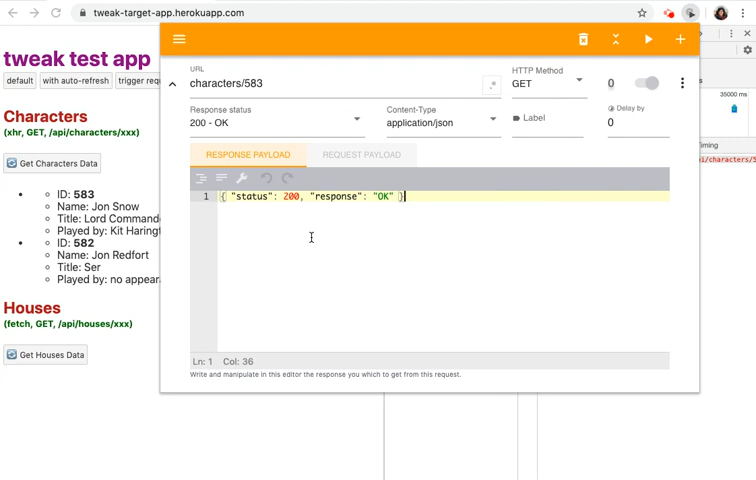 tweak-target-app.herokuapp.com
tweak test app
default
with auto-refresh
trigger requ
Characters
(xhr, GET, /api/characters/xxx)
Get Characters Data
ID: 583
Name: Jon Snow
Title: Lord Commande
Played by: Kit Haringt
ID: 582
Name: Jon Redfort
Title: Ser
Played by: no appeara
Houses
(fetch, GET, /api/houses/xxx)
Get Houses Data
URL
characters/583
.*
HTTP Method
GET
0
Response status
200 - OK
Content-Type
application/json
Label
Delay by
0
RESPONSE PAYLOAD
REQUEST PAYLOAD
1
{ "status": 200, "response": "OK" }
Ln: 1 Col: 36
Write and manipulate in this editor the response you which to get from this request.
35000 ms
Timing
pi/characters/5